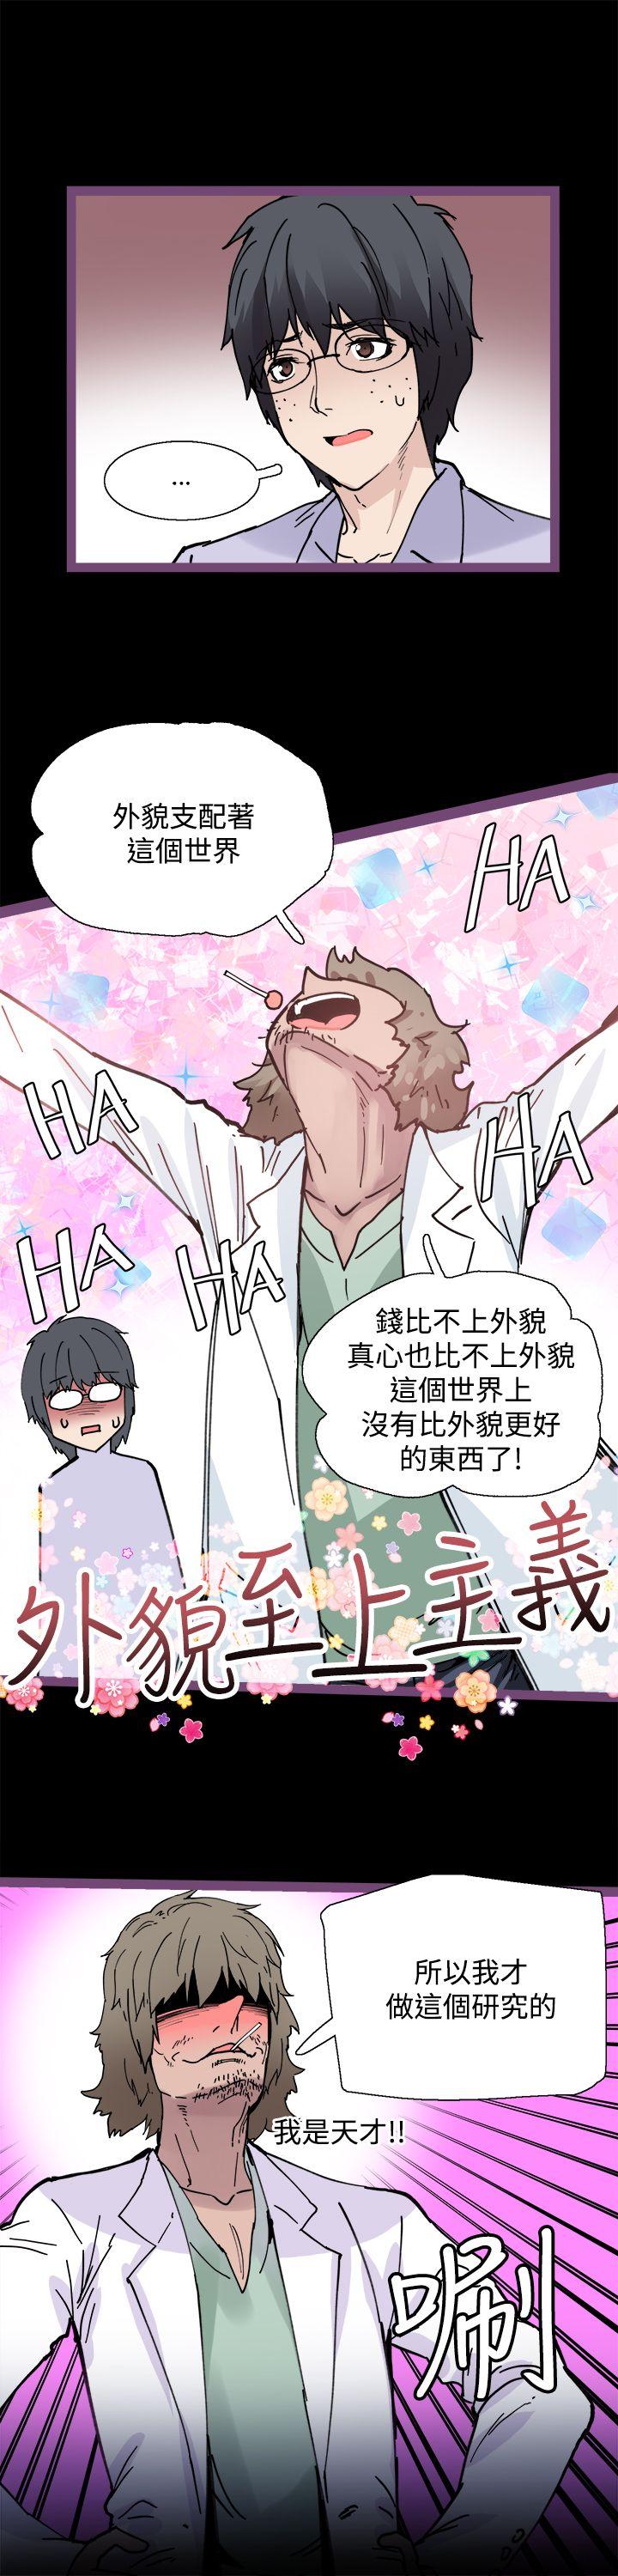 ...
外貌支配著
這個世界
HA
HA
HA
HA
HA
錢比不上外貌
真心也比不上外貌
這個世界上
沒有比外貌更好
的東西了!
外貌至上主義
所以我才
做這個研究的
我是天才!!
唰